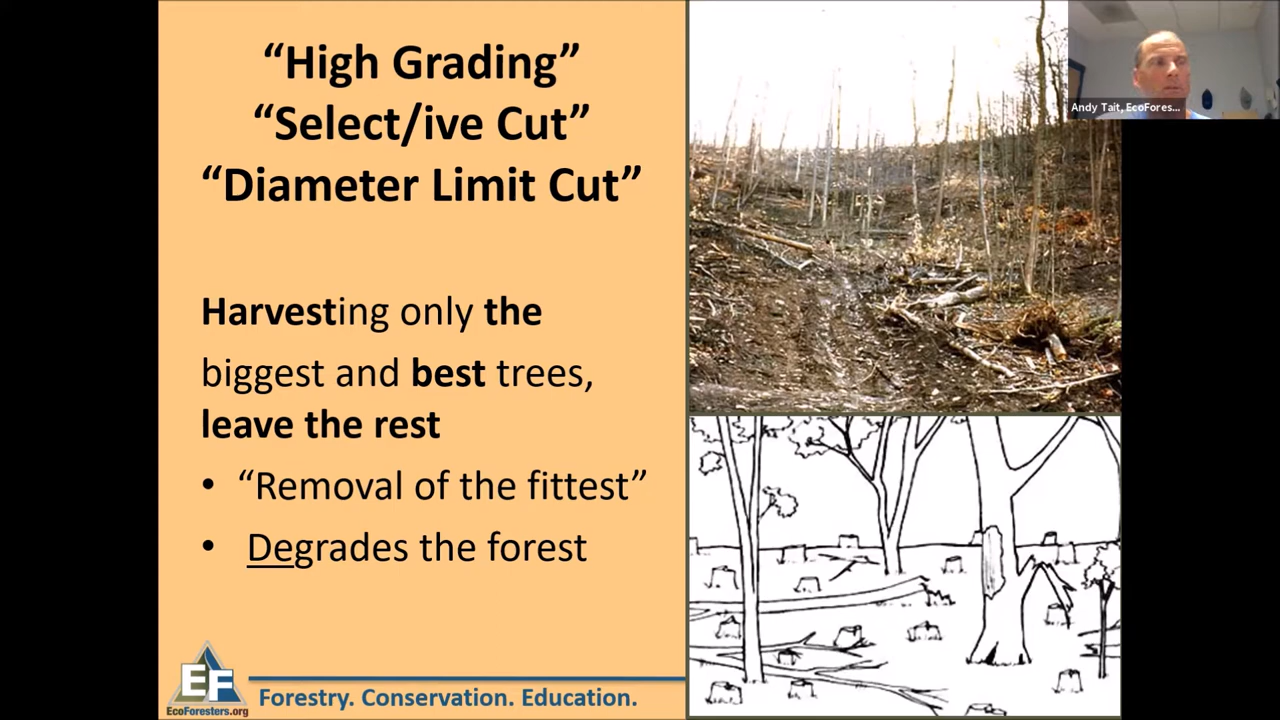 “High Grading”
“Select/ive Cut”
“Diameter Limit Cut”
Harvesting only the
biggest and best trees,
leave the rest
• “Removal of the fittest”
• Degrades the forest
EF
EcoForesters.org
Forestry. Conservation. Education.
Andy Tait, EcoFores...